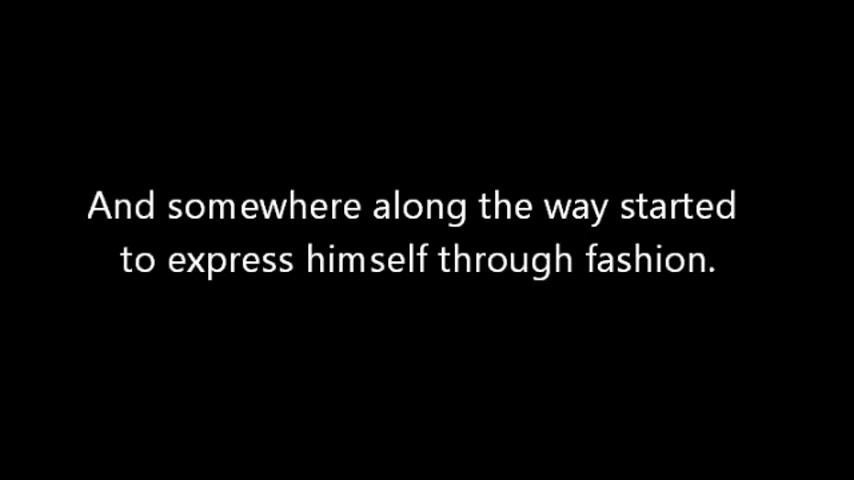 And somewhere along the way started
to express himself through fashion.